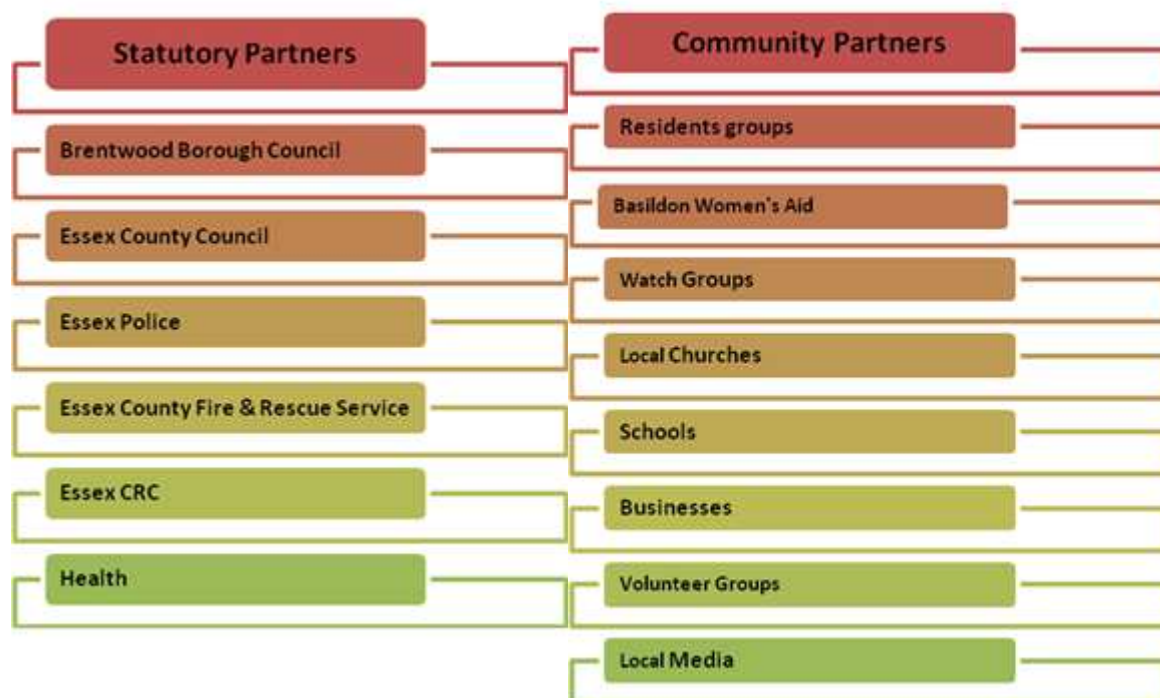 Statutory Partners
Brentwood Borough Council
Essex County Council
Essex Police
Essex County Fire & Rescue Service
Essex CRC
Health
Community Partners
Residents groups
Basildon Women's Aid
Watch Groups
Local Churches
Schools
Businesses
Volunteer Groups
Local Media